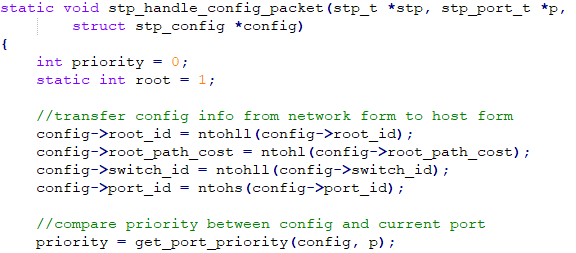 static void stp_handle_config_packet(stp_t *stp, stp_port_t *p,
        struct stp_config *config)
{
    int priority = 0;
    static int root = 1;

    //transfer config info from network form to host form
    config->root_id = ntohll(config->root_id);
    config->root_path_cost = ntohl(config->root_path_cost);
    config->switch_id = ntohll(config->switch_id);
    config->port_id = ntohs(config->port_id);

    //compare priority between config and current port
    priority = get_port_priority(config, p);